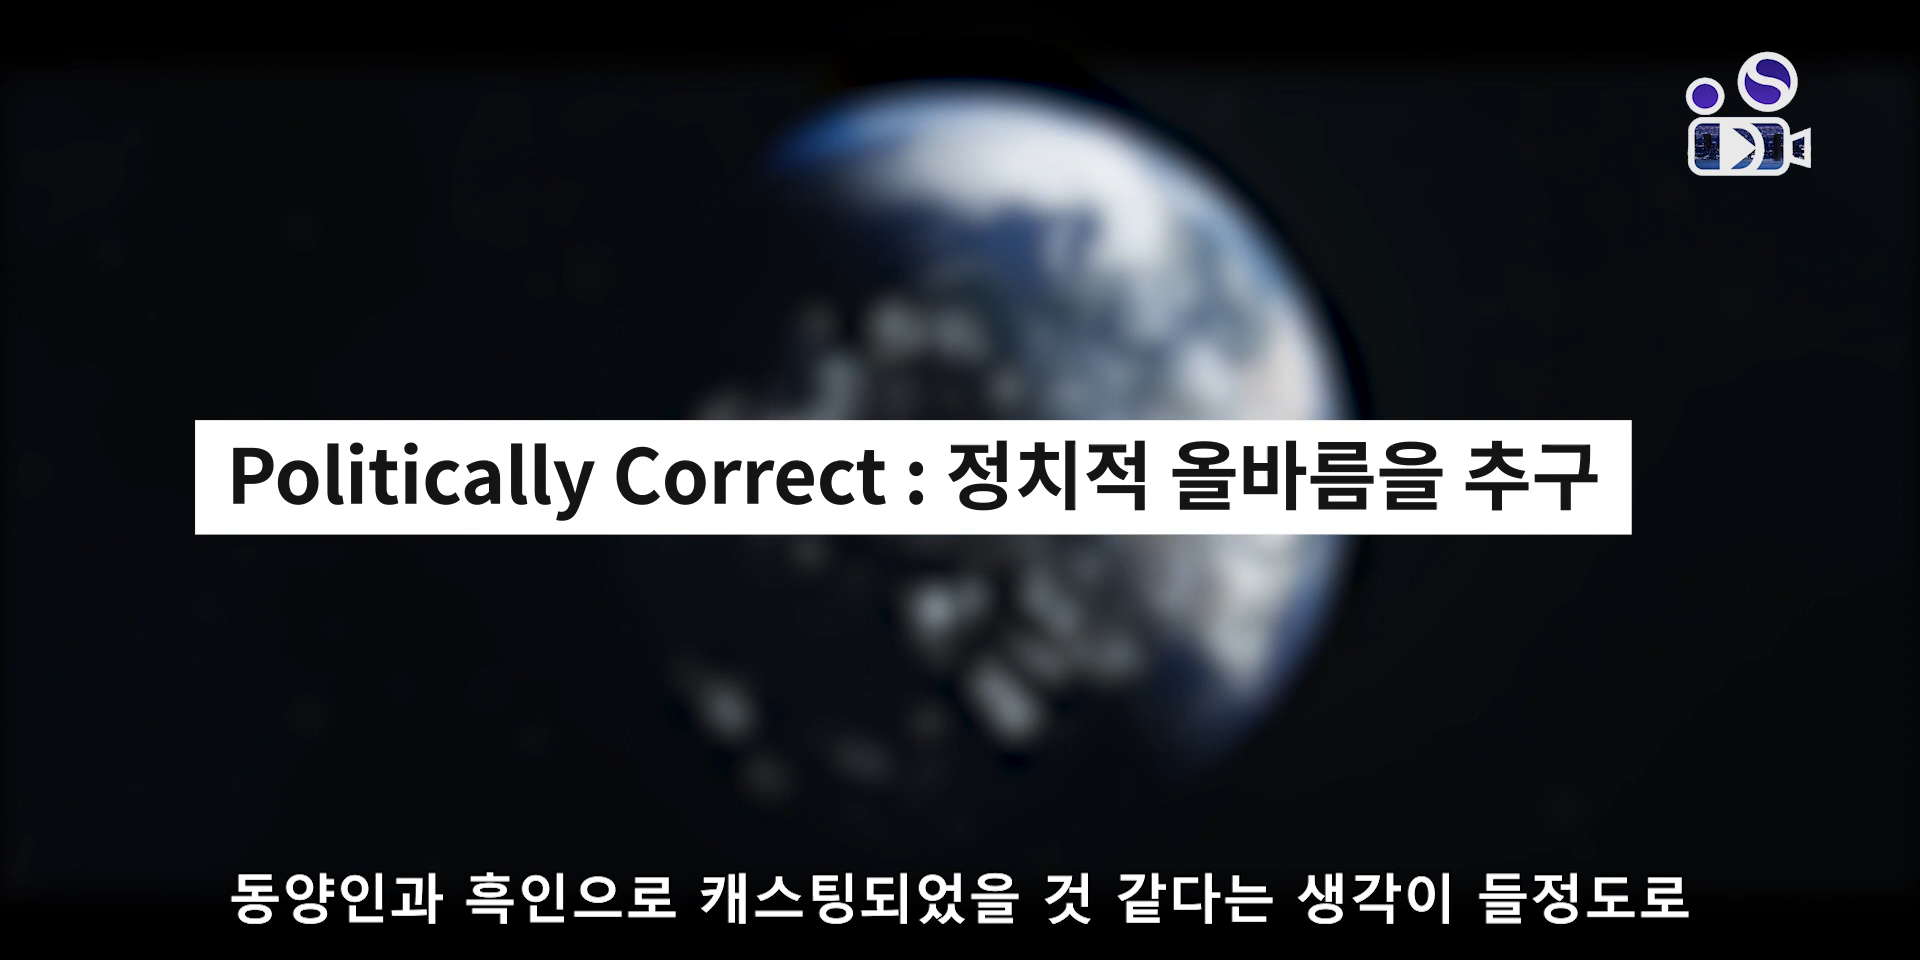 Politically Correct : 정치적 올바름을 추구
동양인과 흑인으로 캐스팅되었을 것 같다는 생각이 들정도로